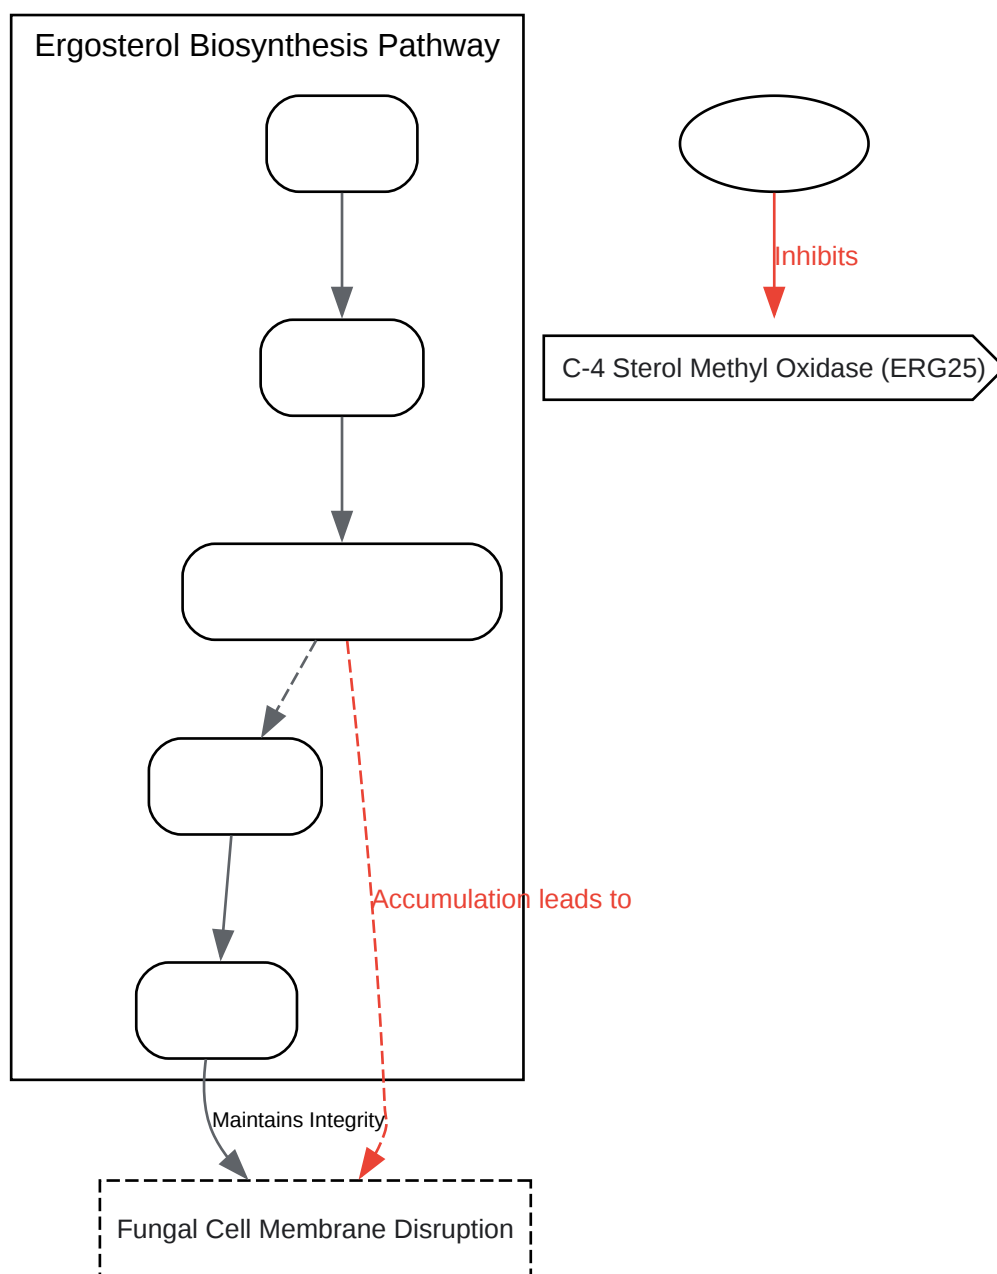 Ergosterol Biosynthesis Pathway
Inhibits
C-4 Sterol Methyl Oxidase (ERG25)
Accumulation leads to
Maintains Integrity
Fungal Cell Membrane Disruption